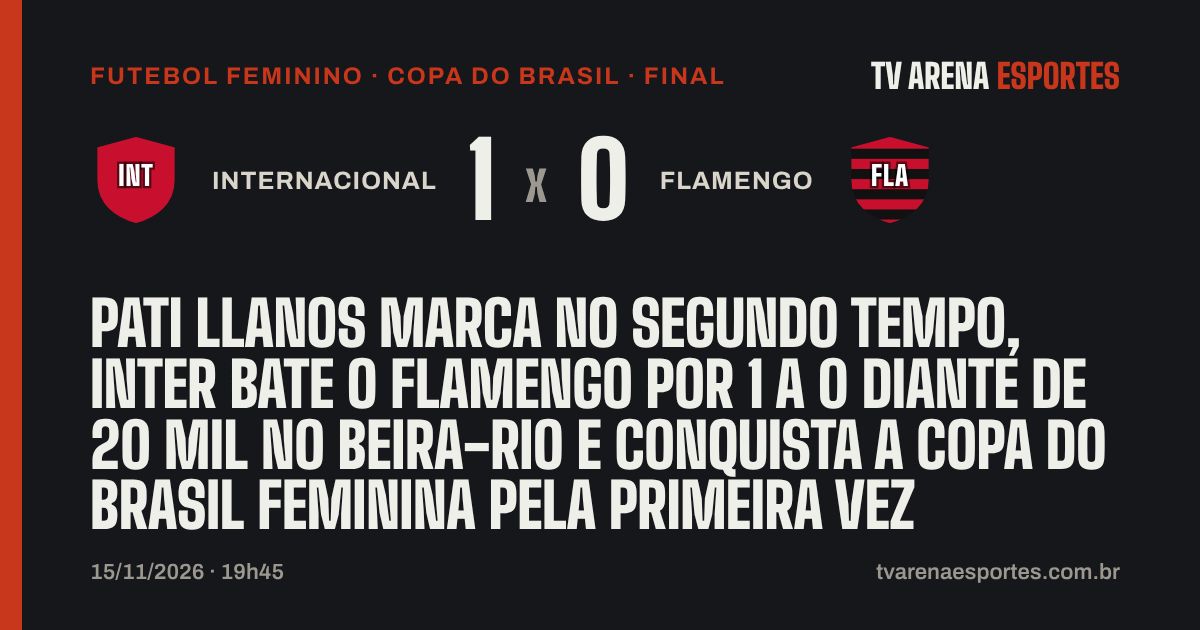 FUTEBOL FEMININO · COPA DO BRASIL · FINAL
TV ARENA ESPORTES
INT INTERNACIONAL 1 X 0 FLAMENGO FLA
PATI LLANOS MARCA NO SEGUNDO TEMPO,
INTER BATE O FLAMENGO POR 1 A 0 DIANTE DE
20 MIL NO BEIRA-RIO E CONQUISTA A COPA DO
BRASIL FEMININA PELA PRIMEIRA VEZ
15/11/2026 · 19h45
tvarenaesportes.com.br